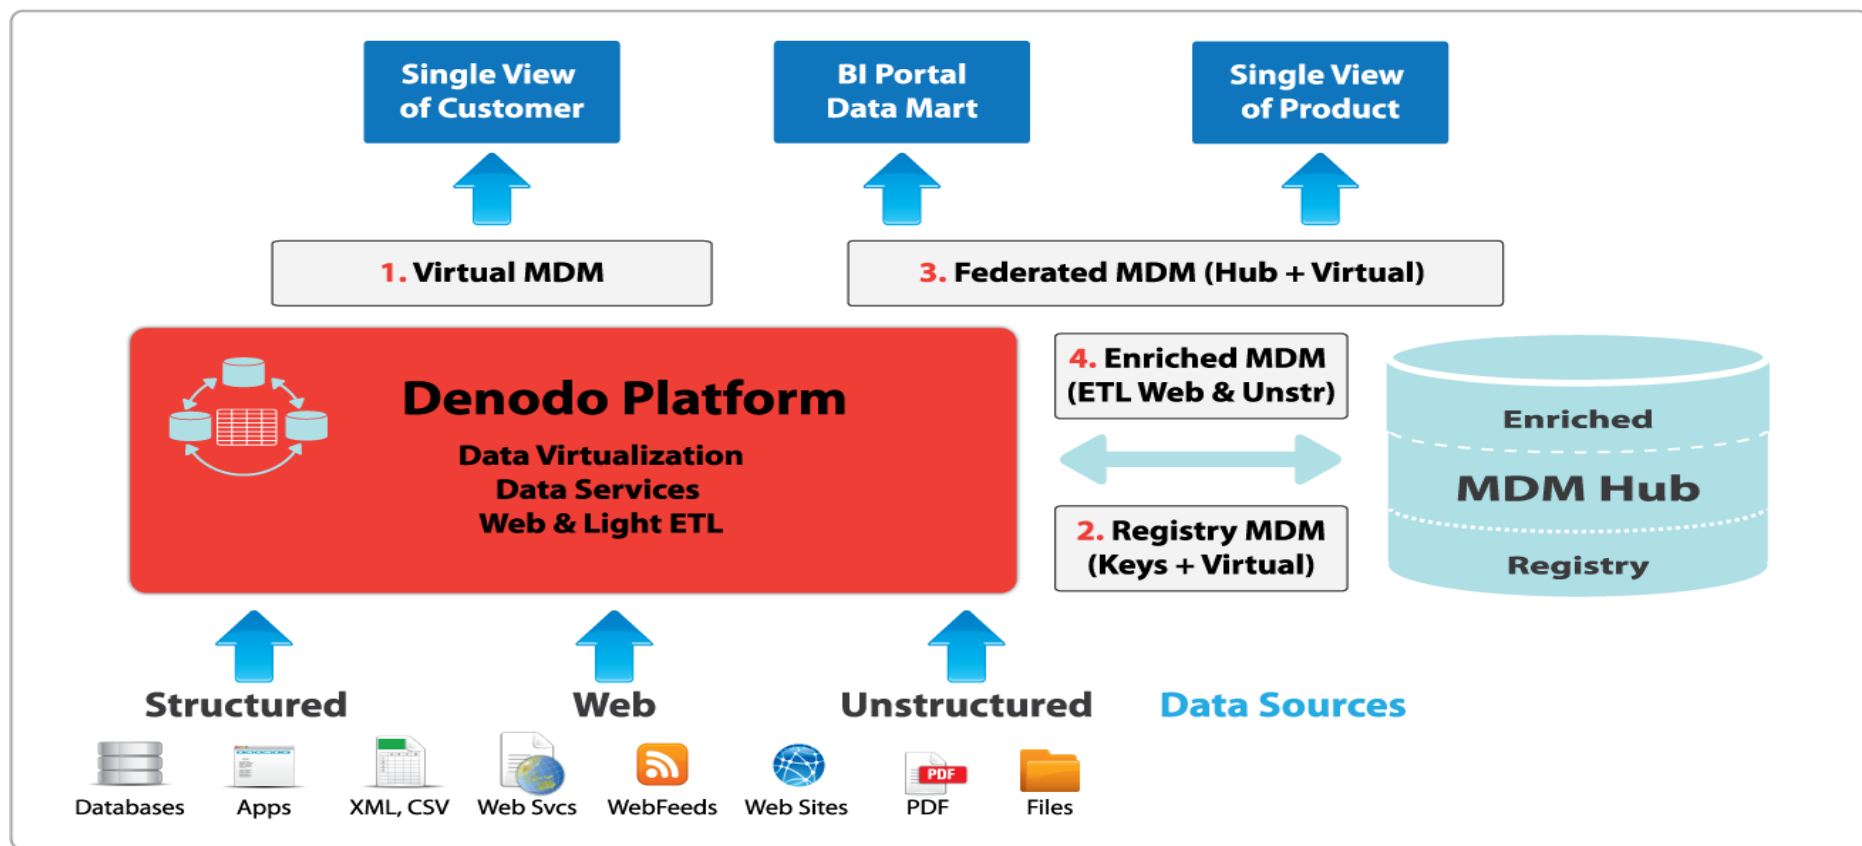 Single View
of Customer
BI Portal
Data Mart
Single View
of Product
1. Virtual MDM
3. Federated MDM (Hub + Virtual)
Denodo Platform
Data Virtualization
Data Services
Web & Light ETL
4. Enriched MDM
(ETL Web & Unstr)
2. Registry MDM
(Keys + Virtual)
Enriched
MDM Hub
Registry
Structured
Web
Unstructured
Data Sources
Databases
Apps
XML, CSV
Web Svcs
WebFeeds
Web Sites
PDF
PDF
Files